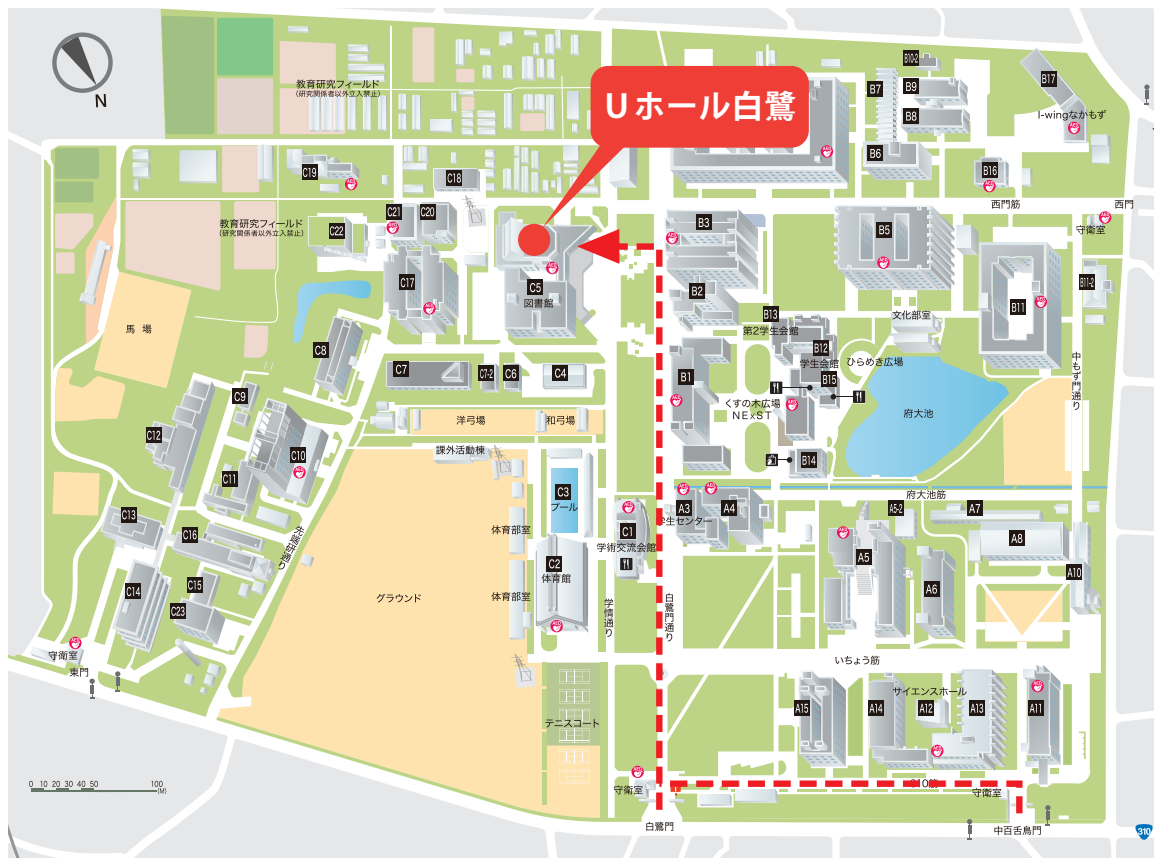 N
教育研究フィールド
(研究関係者以外立入禁止)
Uホール白鷺
B10-2
B7
B9
B8
B6
B17
I-wingなかもず
B16
西門筋
西門
守衛室
C19
C18
教育研究フィールド
(研究関係者以外立入禁止)
C22
C21
C20
C17
C5
図書館
B3
B2
B5
B11
B11-2
文化部室
B13
第2学生会館
B12
学生会館
ひらめき広場
B15
B1
くすの木広場
NExST
府大池
中もず門通り
B14
馬場
C8
C7
C7-2
C6
C4
C9
洋弓場
和弓場
C12
C10
C11
課外活動棟
C3
プール
C13
C16
先端研通り
C14
C15
C23
守衛室
東門
体育部室
体育部室
C2
体育館
C1
学術交流会館
グラウンド
学情通り
白鷺門通り
テニスコート
A3
学生センター
A4
府大池筋
A5-2
A7
A5
A8
A6
A10
いちょう筋
サイエンスホール
A15
A14
A12
A13
A11
守衛室
守衛室
白鷺門
中百舌鳥門
310
0 10 20 30 40 50 100
(M)